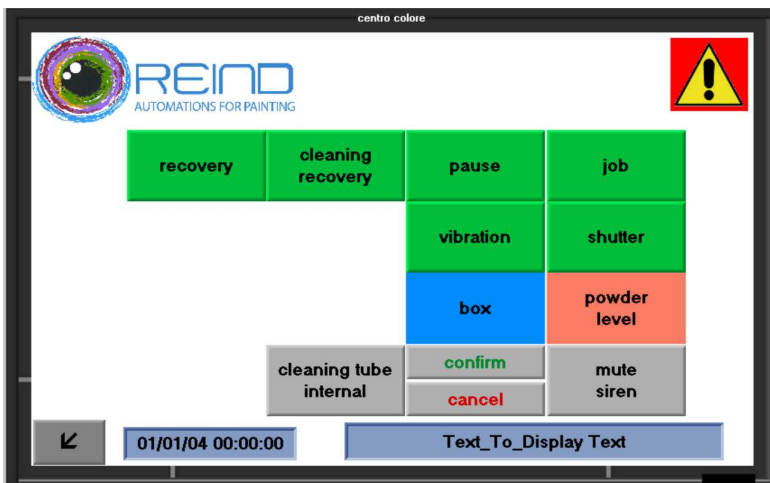 centro colore
REIND
AUTOMATIONS FOR PAINTING
recovery
cleaning
recovery
pause
job
vibration
shutter
box
powder
level
cleaning tube
internal
confirm
cancel
mute
siren
01/01/04 00:00:00
Text_To_Display Text